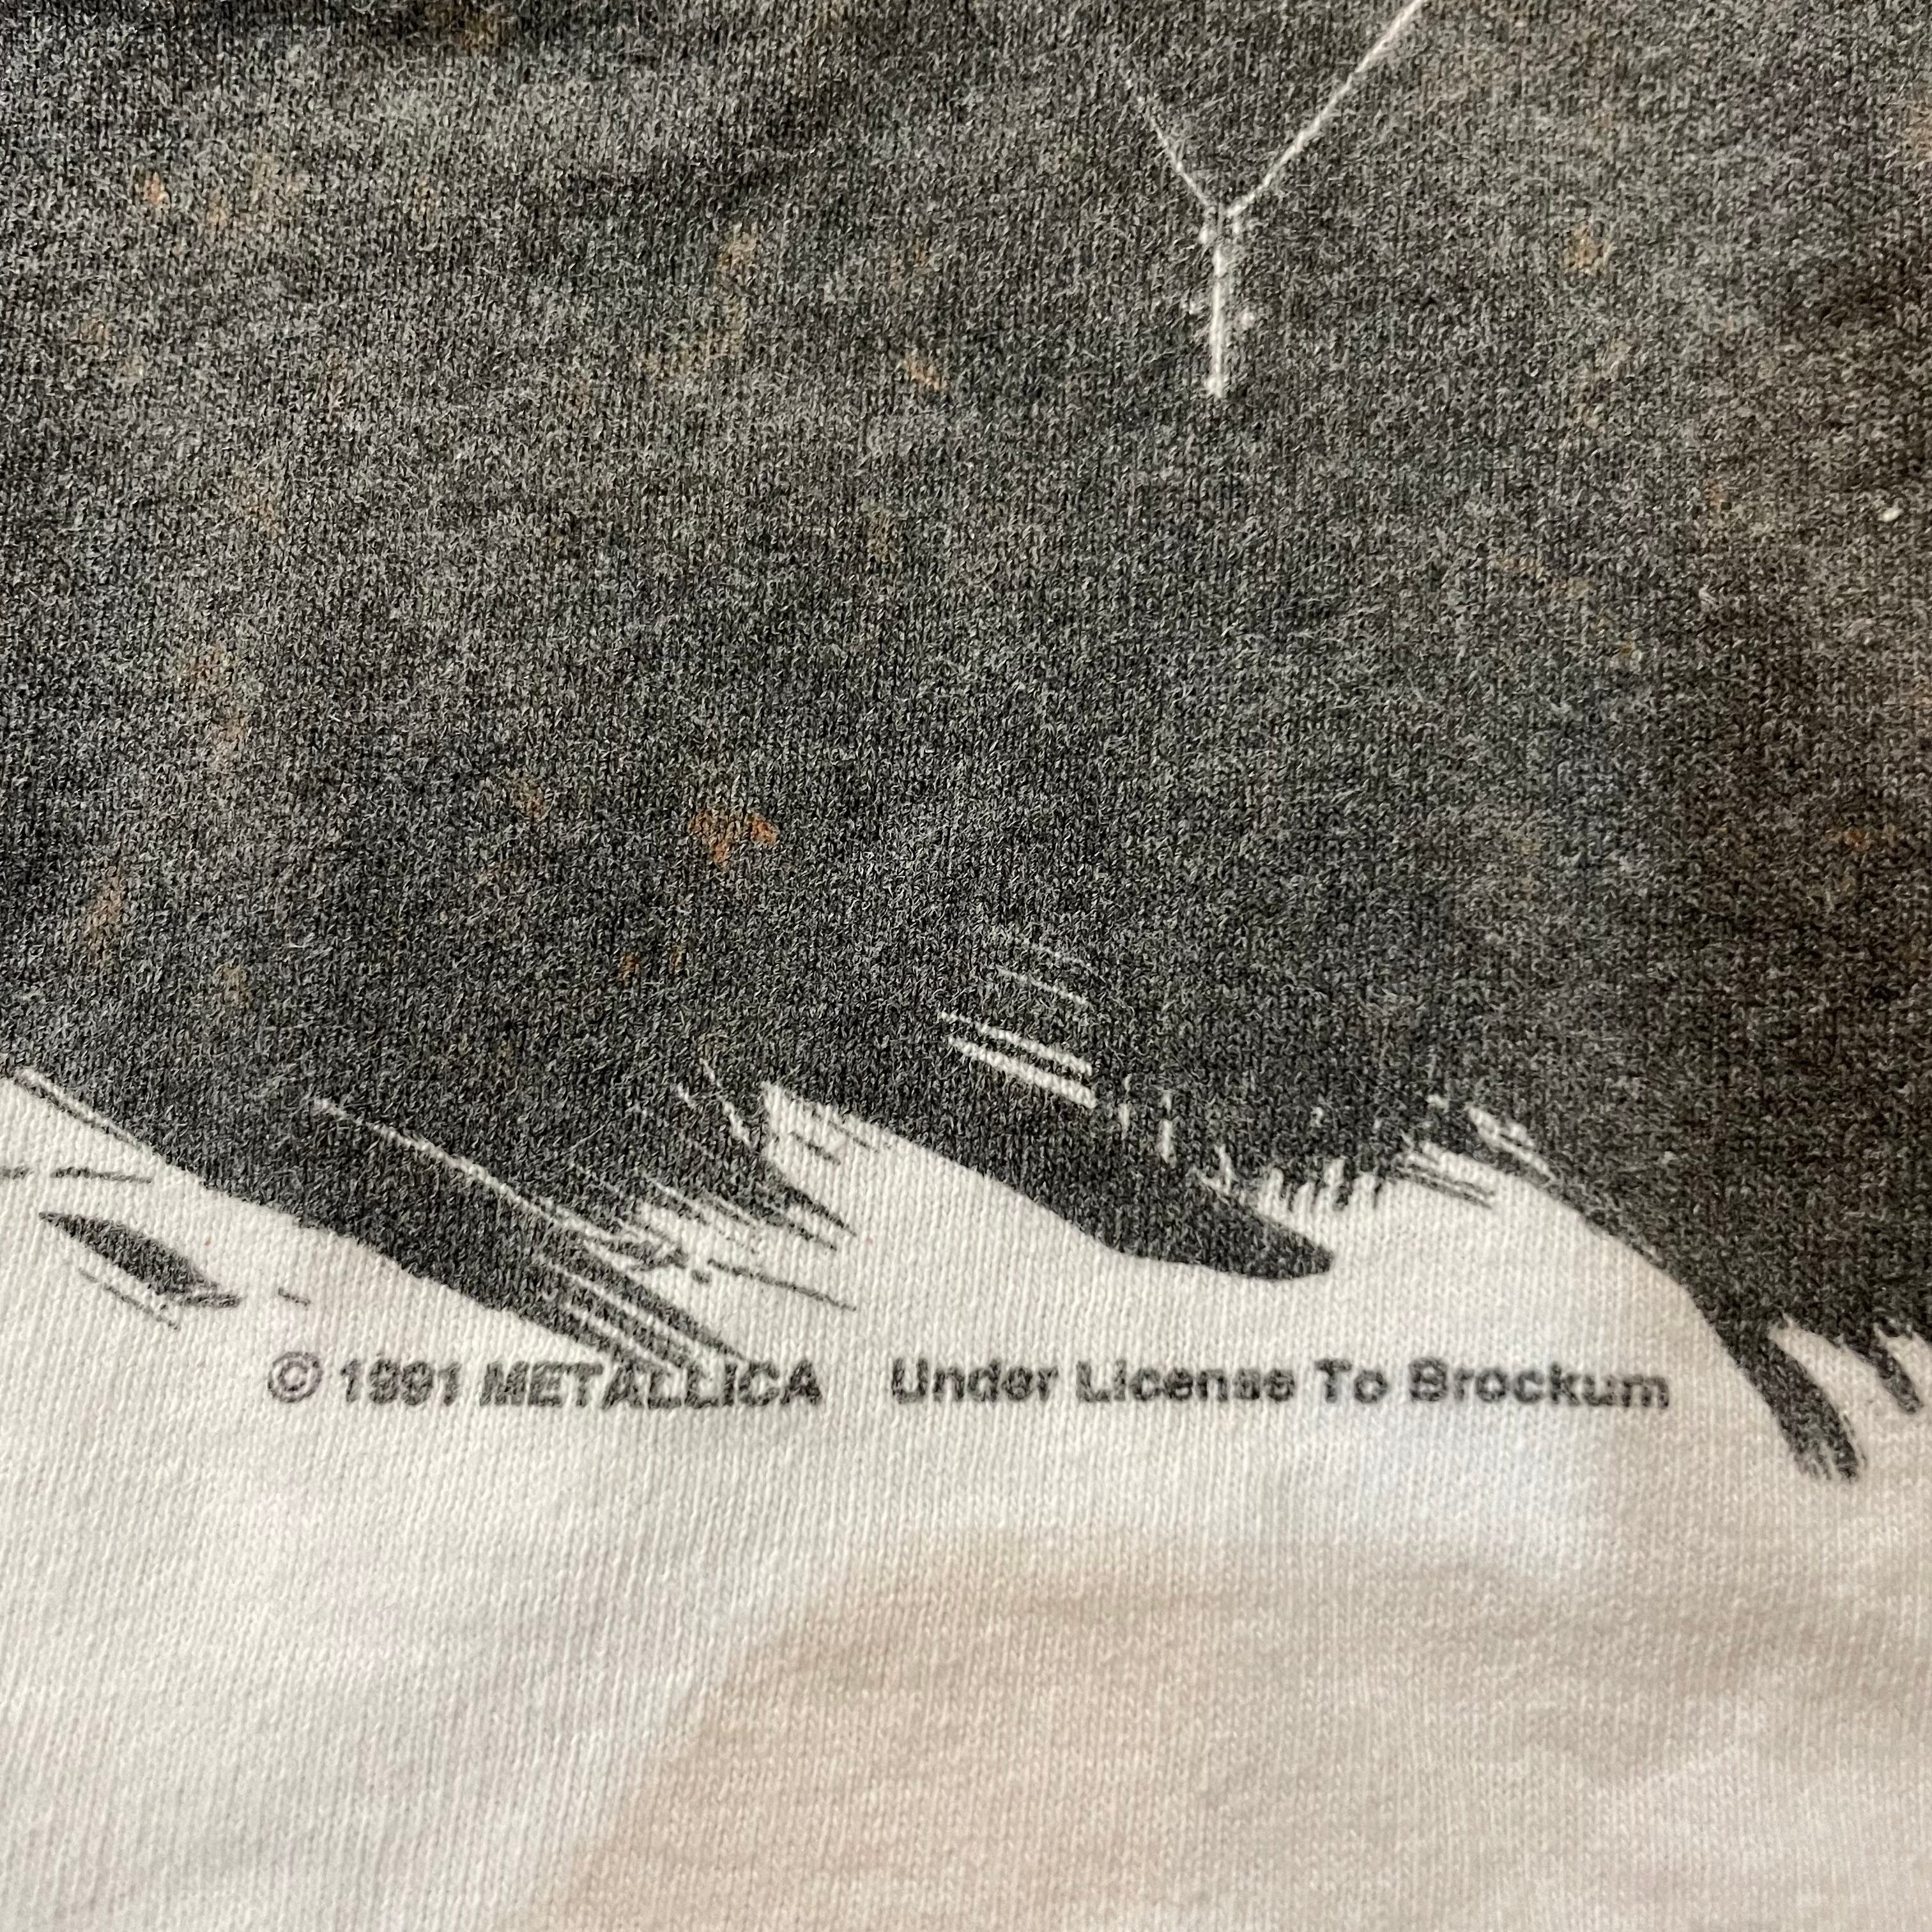 © 1991 METALLICA Under License To Brockum